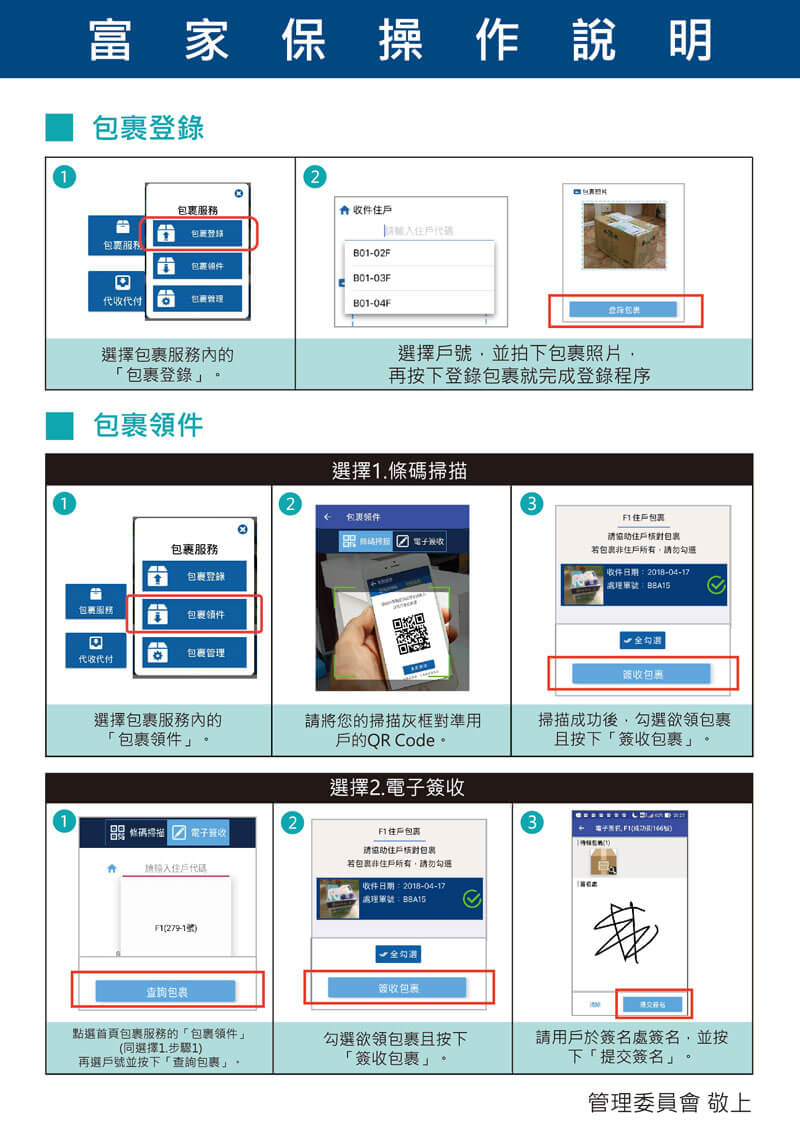 富家保操作說明
包裹登錄
1
包裹服務
包裹服務
包裹登錄
包裹領件
代收代付
包裹管理
選擇包裹服務內的
「包裹登錄」。
2
收件住戶
請輸入住戶代碼
B01-02F
B01-03F
B01-04F
包裹照片
登錄包裹
選擇戶號，並拍下包裹照片，
再按下登錄包裹就完成登錄程序
包裹領件
選擇1.條碼掃描
1
包裹服務
包裹登錄
包裹服務
包裹領件
代收代付
包裹管理
選擇包裹服務內的
「包裹領件」。
2
包裹領件
條碼掃描 電子簽收
請將您的掃描灰框對準用
戶的QR Code。
3
F1住戶包裹
請協助住戶核對包裹
若包裹非住戶所有，請勿勾選
收件日期：2018-04-17
處理單號：B8A15
全勾選
簽收包裹
掃描成功後，勾選欲領包裹
且按下「簽收包裹」。
選擇2.電子簽收
1
條碼掃描 電子簽收
請輸入住戶代碼
F1(279-1號)
查詢包裹
點選首頁包裹服務的「包裹領件」
(同選擇1.步驟1)
再選戶號並按下「查詢包裹」。
2
F1住戶包裹
請協助住戶核對包裹
若包裹非住戶所有，請勿勾選
收件日期：2018-04-17
處理單號：B8A15
全勾選
簽收包裹
勾選欲領包裹且按下
「簽收包裹」。
3
20:27
電子簽収, F1(成功街166號)
待領包裹(1)
簽名處
清除
提交簽名
請用戶於簽名處簽名，並按
下「提交簽名」。
管理委員會 敬上